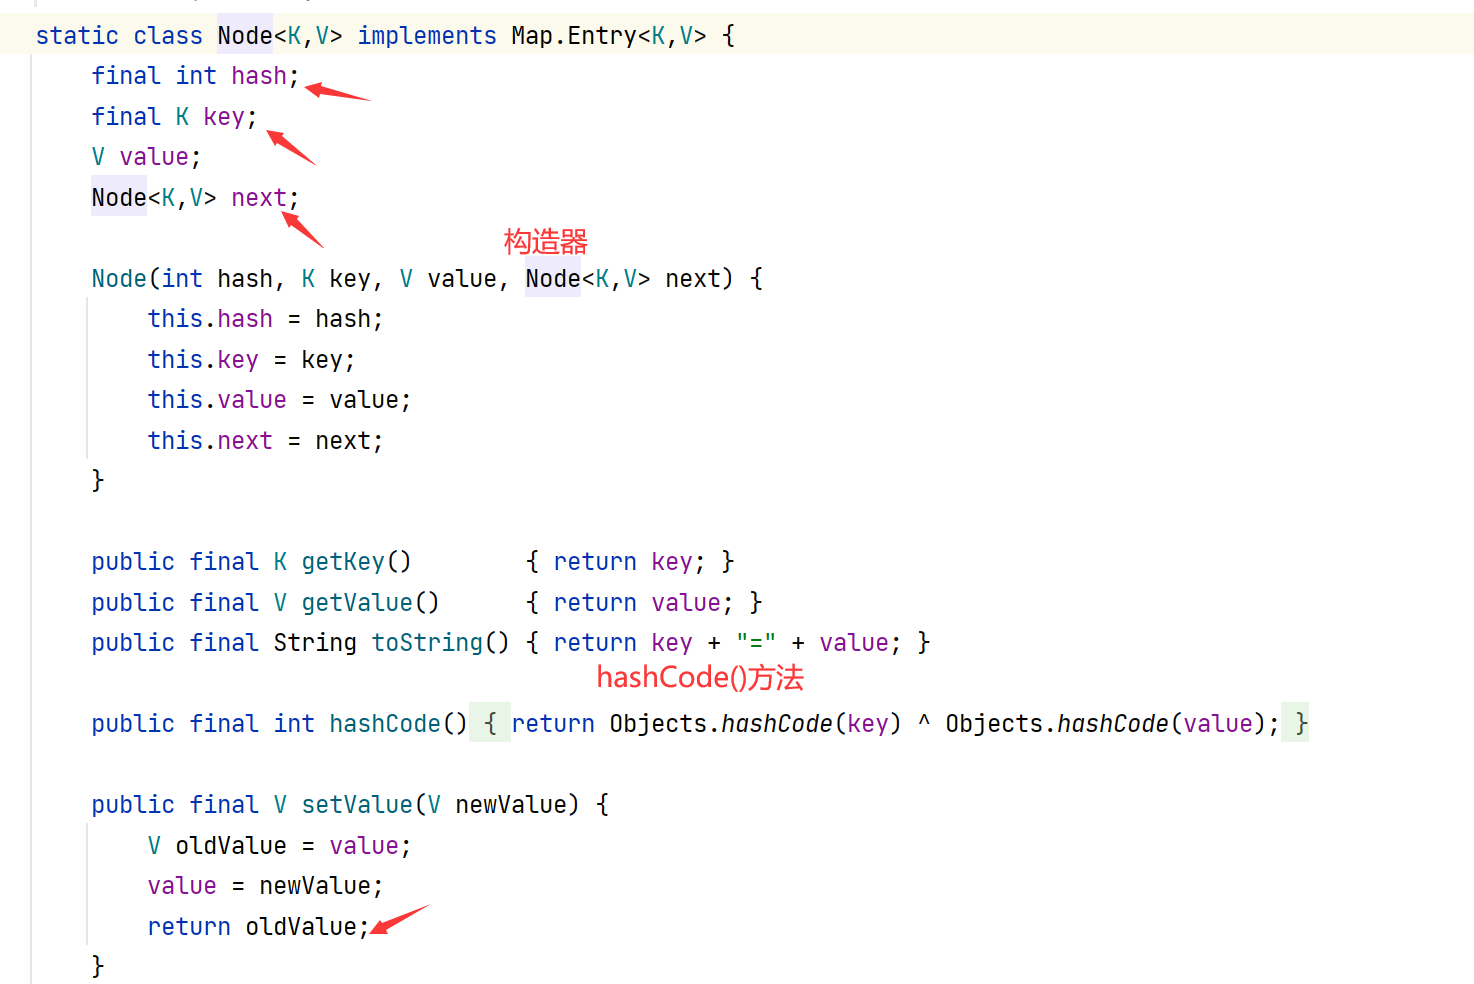 static class Node<K,V> implements Map.Entry<K,V> {
final int hash;
final K key;
V value;
Node<K,V> next;
构造器
Node(int hash, K key, V value, Node<K,V> next) {
this.hash = hash;
this.key = key;
this.value = value;
this.next = next;
}
public final K getKey()        { return key; }
public final V getValue()      { return value; }
public final String toString() { return key + "=" + value; }
hashCode()方法
public final int hashCode() { return Objects.hashCode(key) ^ Objects.hashCode(value); }
public final V setValue(V newValue) {
V oldValue = value;
value = newValue;
return oldValue;
}